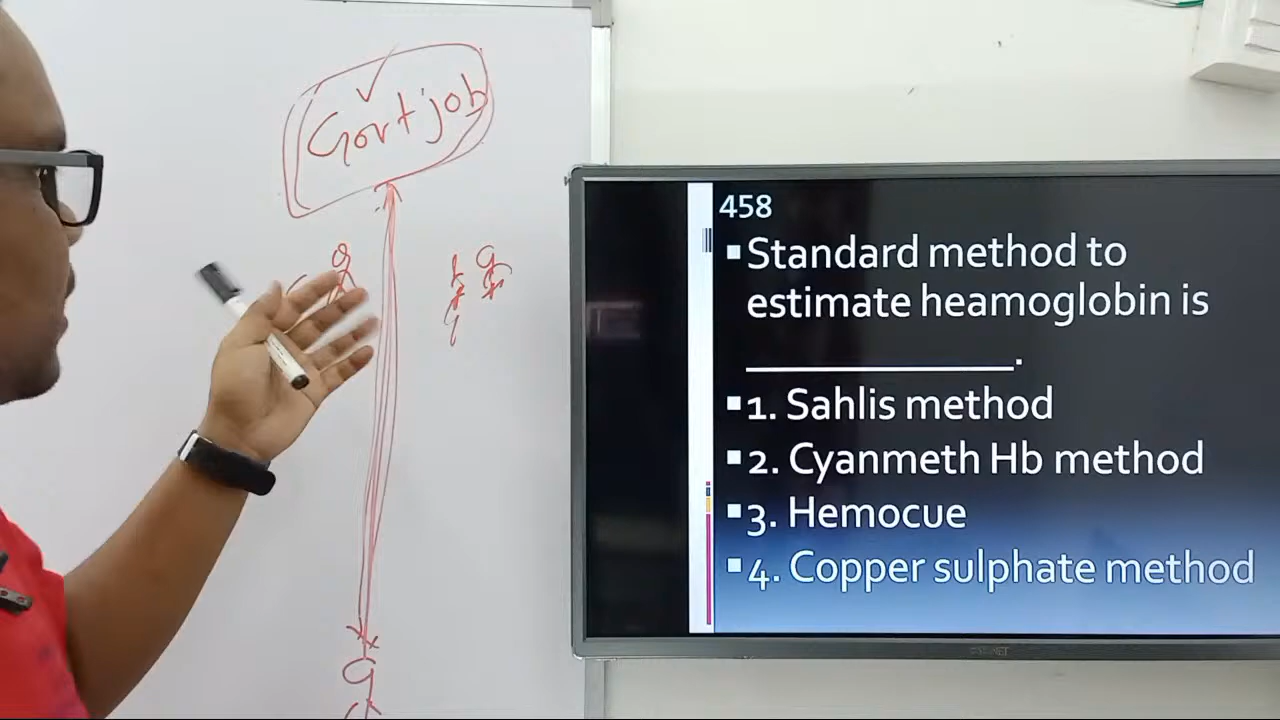 Govt job
458
▪Standard method to
estimate heamoglobin is
____________.
▪1. Sahlis method
▪2. Cyanmeth Hb method
▪3. Hemocue
▪4. Copper sulphate method